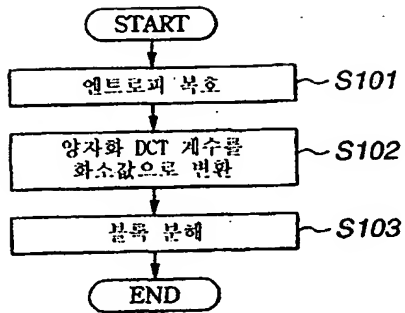 START
엔트로피 복호
S101
양자화 DCT 계수를
화소값으로 변환
S102
블록 분해
S103
END